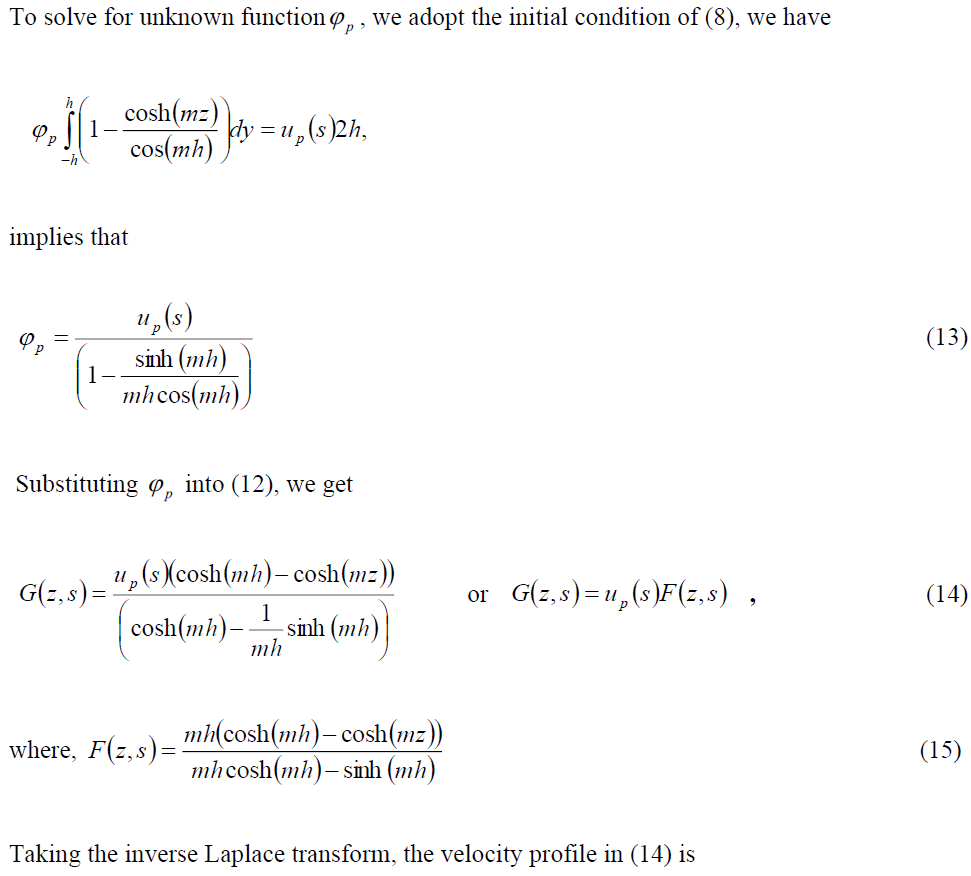 To solve for unknown function φ_p , we adopt the initial condition of (8), we have
φ_p ∫_{-h}^{h} (1 − cosh(mz)/cos(mh)) dy = u_p(s)2h,
implies that
φ_p = u_p(s) / (1 − sinh (mh)/(mh cos(mh))) (13)
Substituting φ_p into (12), we get
G(z,s) = u_p(s)(cosh(mh) − cosh(mz)) / (cosh(mh) − (1/mh) sinh (mh)) or G(z,s) = u_p(s)F(z,s) , (14)
where, F(z,s) = mh(cosh(mh) − cosh(mz)) / (mh cosh(mh) − sinh (mh)) (15)
Taking the inverse Laplace transform, the velocity profile in (14) is